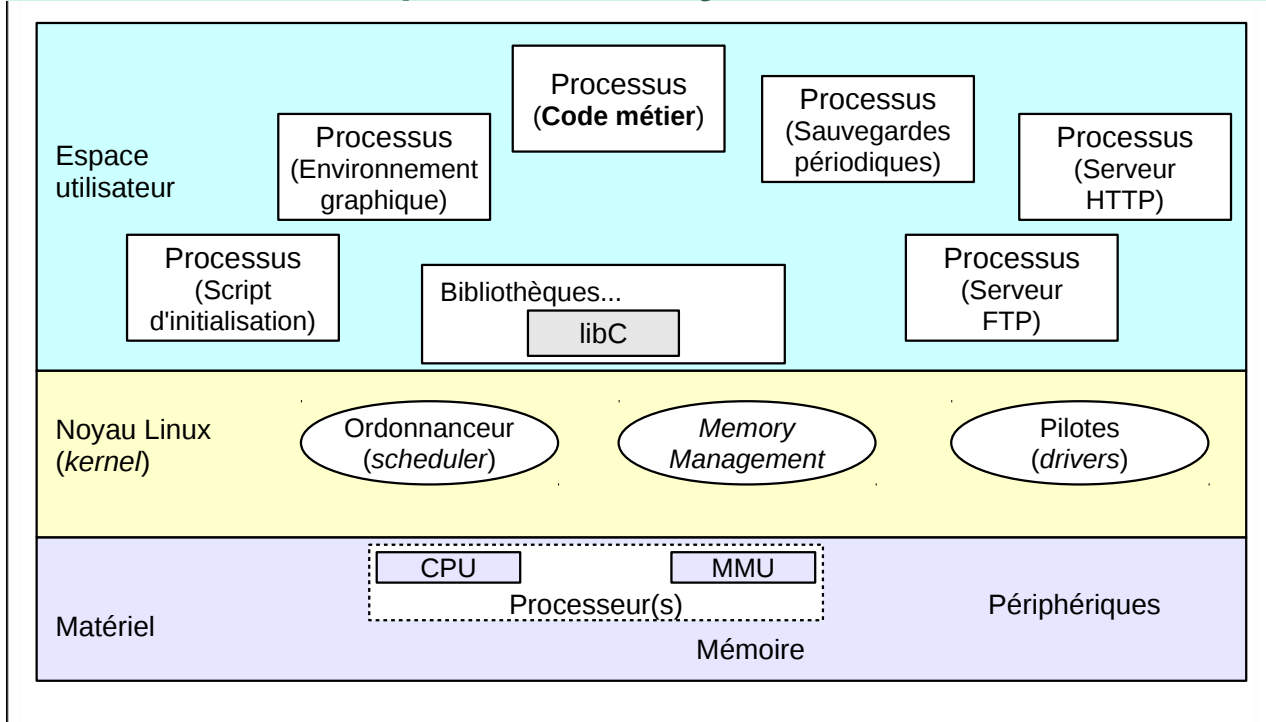 Processus
(Code métier)
Processus
(Sauvegardes
périodiques)
Processus
(Environnement
graphique)
Processus
(Serveur
HTTP)
Espace
utilisateur
Processus
(Script
d'initialisation)
Bibliothèques...
libC
Processus
(Serveur
FTP)
Noyau Linux
(kernel)
Ordonnanceur
(scheduler)
Memory
Management
Pilotes
(drivers)
CPU
MMU
Processeur(s)
Matériel
Périphériques
Mémoire